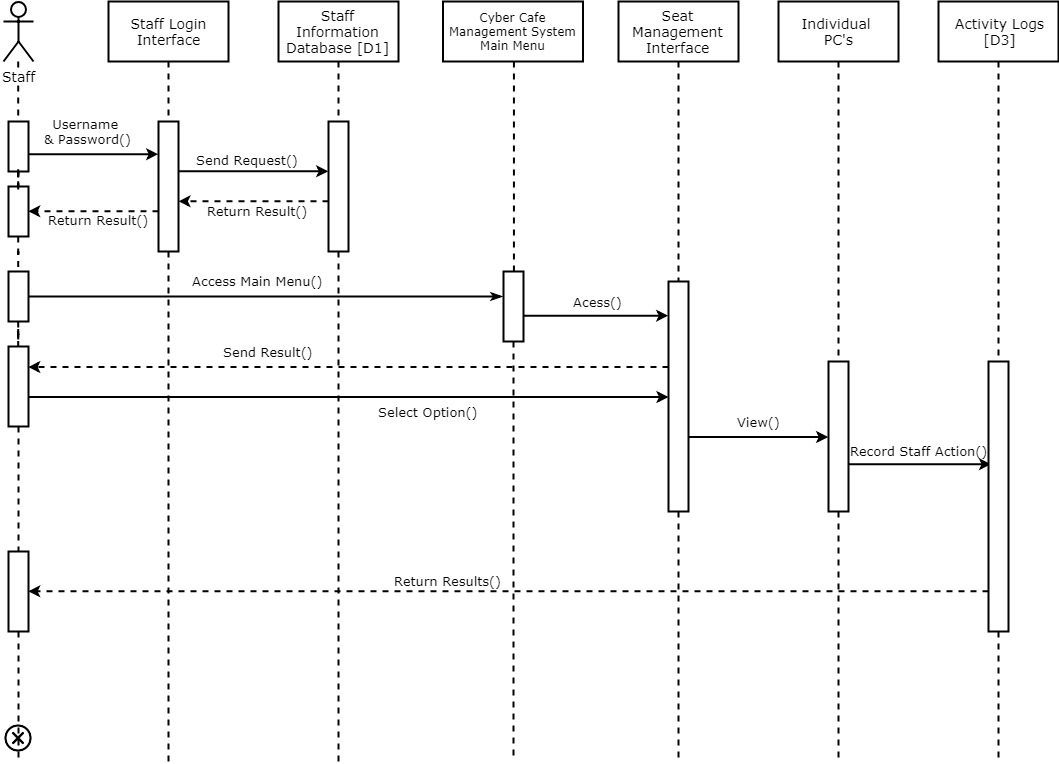 Staff
Staff Login
Interface
Staff
Information
Database [D1]
Cyber Cafe
Management System
Main Menu
Seat
Management
Interface
Individual
PC's
Activity Logs
[D3]
Username
& Password()
Send Request()
Return Result()
Return Result()
Access Main Menu()
Acess()
Send Result()
Select Option()
View()
Record Staff Action()
Return Results()